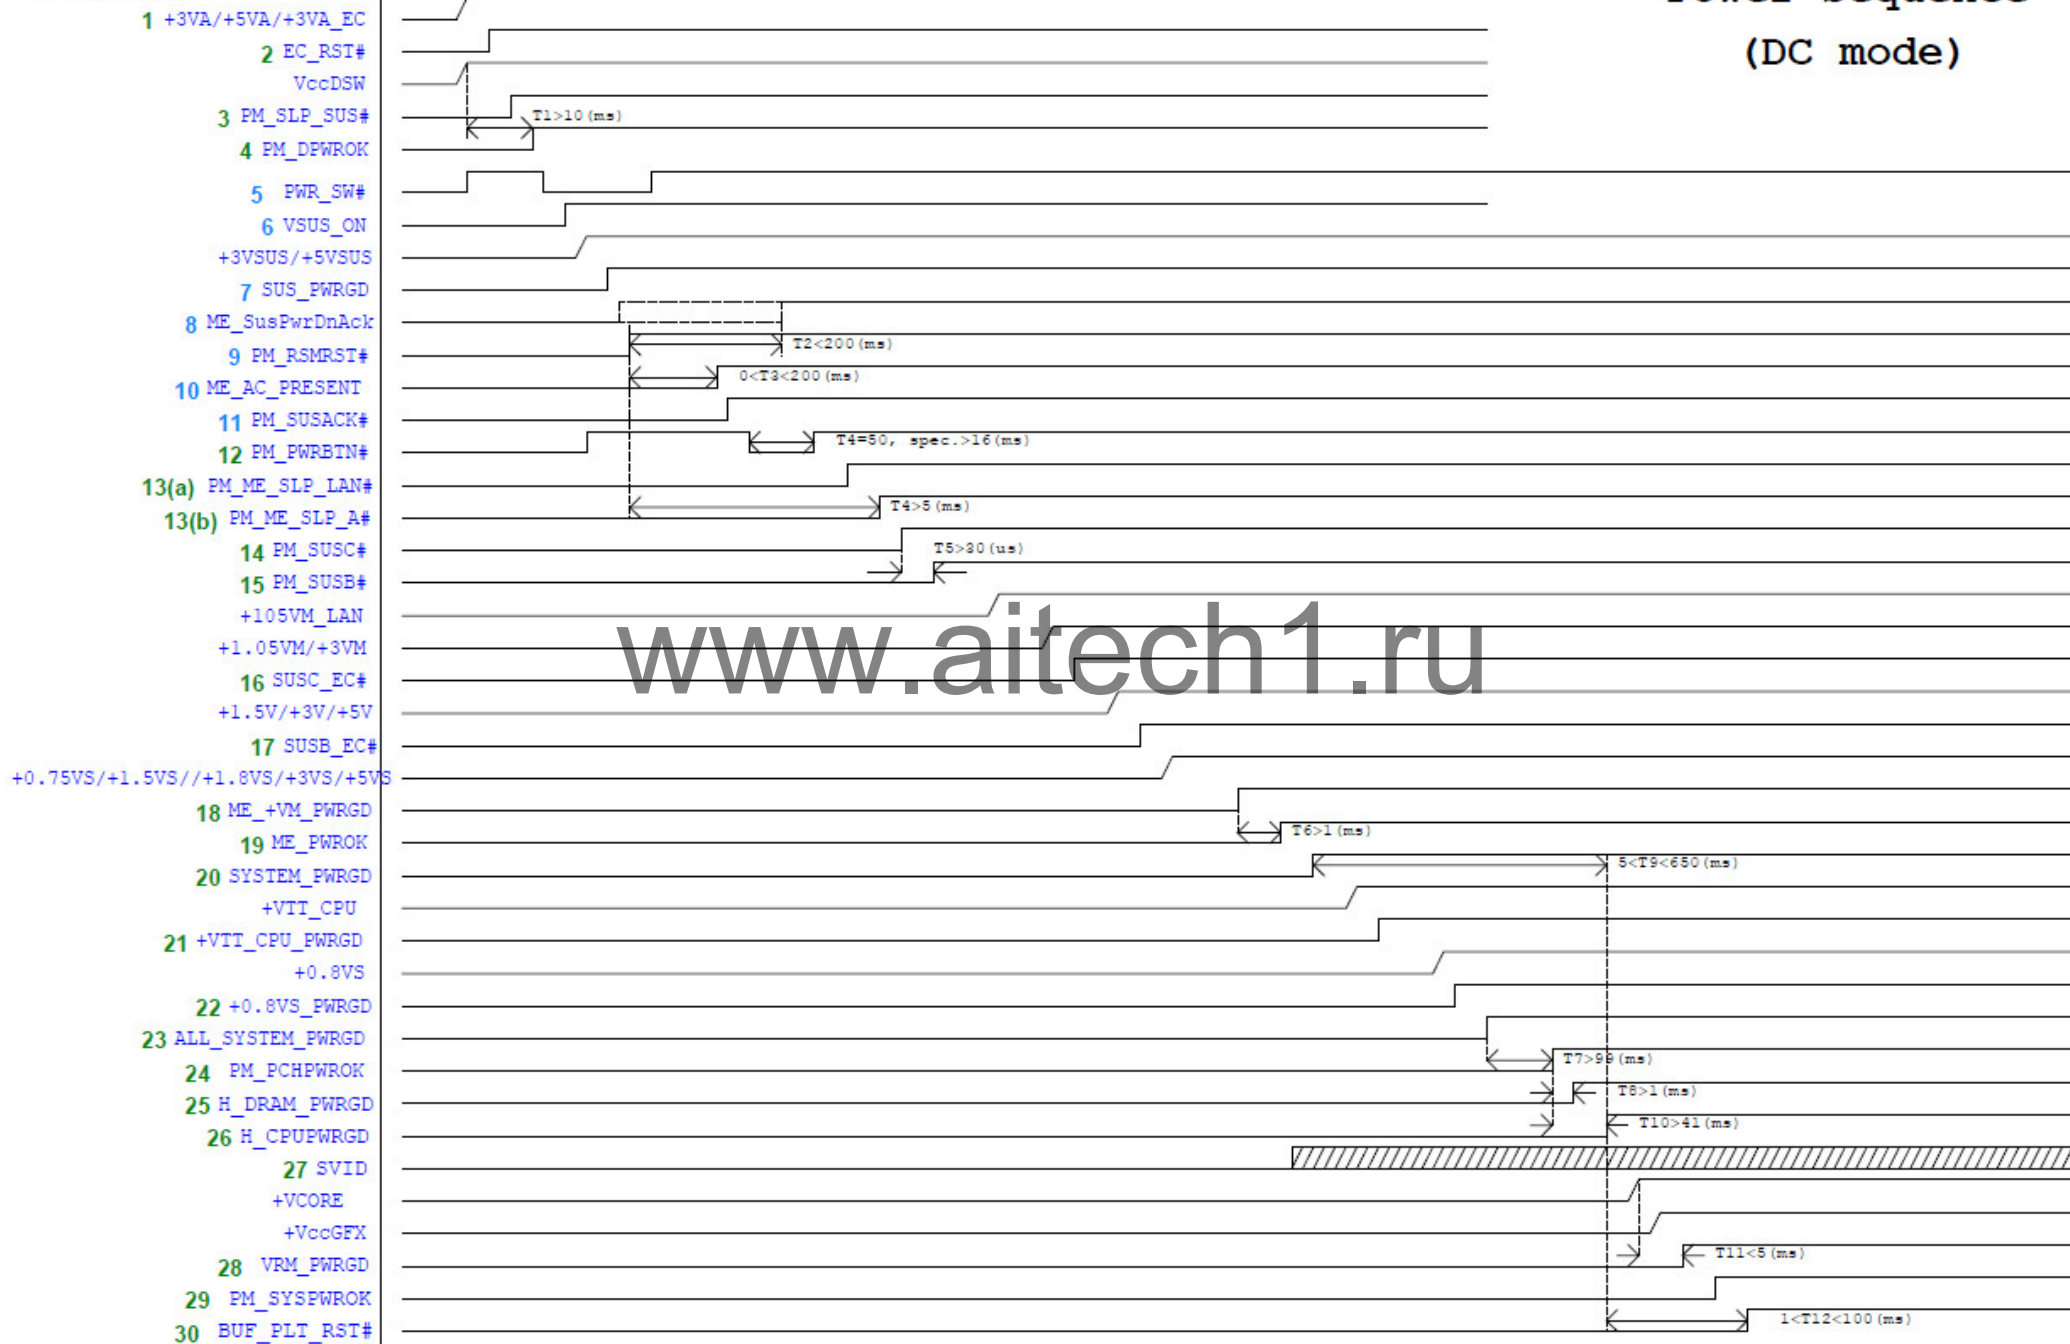 Power Sequence
(DC mode)
1 +3VA/+5VA/+3VA_EC
2 EC_RST#
VccDSW
3 PM_SLP_SUS#
T1>10(ms)
4 PM_DPWROK
5 PWR_SW#
6 VSUS_ON
+3VSUS/+5VSUS
7 SUS_PWRGD
8 ME_SusPwrDnAck
9 PM_RSMRST#
T2<200(ms)
10 ME_AC_PRESENT
0<T3<200(ms)
11 PM_SUSACK#
12 PM_PWRBTN#
T4=50, spec.>16(ms)
13(a) PM_ME_SLP_LAN#
13(b) PM_ME_SLP_A#
T4>5(ms)
14 PM_SUSC#
T5>30(us)
15 PM_SUSB#
+105VM_LAN
+1.05VM/+3VM
www.aitech1.ru
16 SUSC_EC#
+1.5V/+3V/+5V
17 SUSB_EC#
+0.75VS/+1.5VS//+1.8VS/+3VS/+5VS
18 ME_+VM_PWRGD
19 ME_PWROK
T6>1(ms)
20 SYSTEM_PWRGD
5<T9<650(ms)
+VTT_CPU
21 +VTT_CPU_PWRGD
+0.8VS
22 +0.8VS_PWRGD
23 ALL_SYSTEM_PWRGD
24 PM_PCHPWROK
T7>99(ms)
25 H_DRAM_PWRGD
T8>1(ms)
26 H_CPUPWRGD
T10>41(ms)
27 SVID
+VCORE
+VccGFX
28 VRM_PWRGD
T11<5(ms)
29 PM_SYSPWROK
30 BUF_PLT_RST#
1<T12<100(ms)